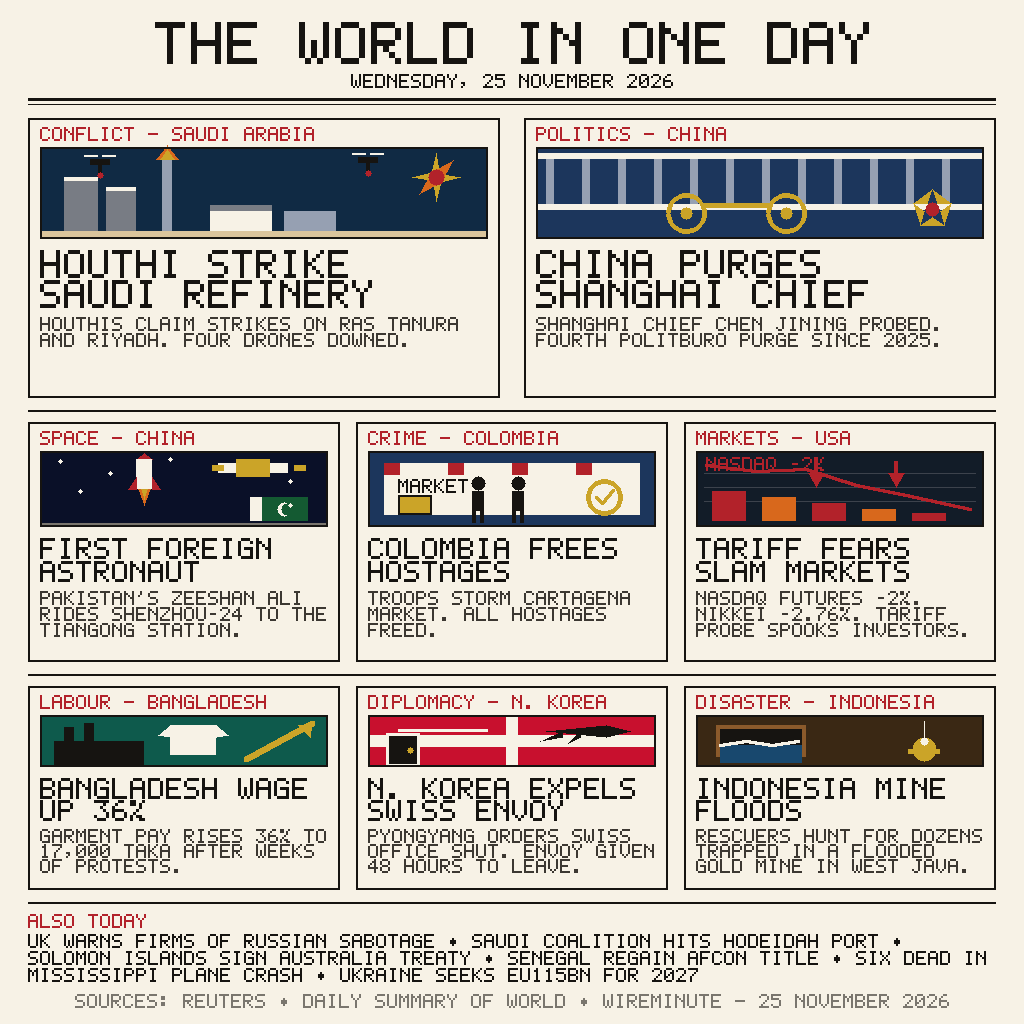 THE WORLD IN ONE DAY
WEDNESDAY, 25 NOVEMBER 2026
CONFLICT - SAUDI ARABIA
HOUTHI STRIKE
SAUDI REFINERY
HOUTHIS CLAIM STRIKES ON RAS TANURA
AND RIYADH. FOUR DRONES DOWNED.
POLITICS - CHINA
CHINA PURGES
SHANGHAI CHIEF
SHANGHAI CHIEF CHEN JINING PROBED.
FOURTH POLITBURO PURGE SINCE 2025.
SPACE - CHINA
FIRST FOREIGN
ASTRONAUT
PAKISTAN'S ZEESHAN ALI
RIDES SHENZHOU-24 TO THE
TIANGONG STATION.
CRIME - COLOMBIA
MARKET
COLOMBIA FREES
HOSTAGES
TROOPS STORM CARTAGENA
MARKET. ALL HOSTAGES
FREED.
MARKETS - USA
NASDAQ -2%
TARIFF FEARS
SLAM MARKETS
NASDAQ FUTURES -2%.
NIKKEI -2.76%. TARIFF
PROBE SPOOKS INVESTORS.
LABOUR - BANGLADESH
BANGLADESH WAGE
UP 36%
GARMENT PAY RISES 36% TO
17,000 TAKA AFTER WEEKS
OF PROTESTS.
DIPLOMACY - N. KOREA
N. KOREA EXPELS
SWISS ENVOY
PYONGYANG ORDERS SWISS
OFFICE SHUT. ENVOY GIVEN
48 HOURS TO LEAVE.
DISASTER - INDONESIA
INDONESIA MINE
FLOODS
RESCUERS HUNT FOR DOZENS
TRAPPED IN A FLOODED
GOLD MINE IN WEST JAVA.
ALSO TODAY
UK WARNS FIRMS OF RUSSIAN SABOTAGE • SAUDI COALITION HITS HODEIDAH PORT •
SOLOMON ISLANDS SIGN AUSTRALIA TREATY • SENEGAL REGAIN AFCON TITLE • SIX DEAD IN
MISSISSIPPI PLANE CRASH • UKRAINE SEEKS EU115BN FOR 2027
SOURCES: REUTERS • DAILY SUMMARY OF WORLD • WIREMINUTE - 25 NOVEMBER 2026